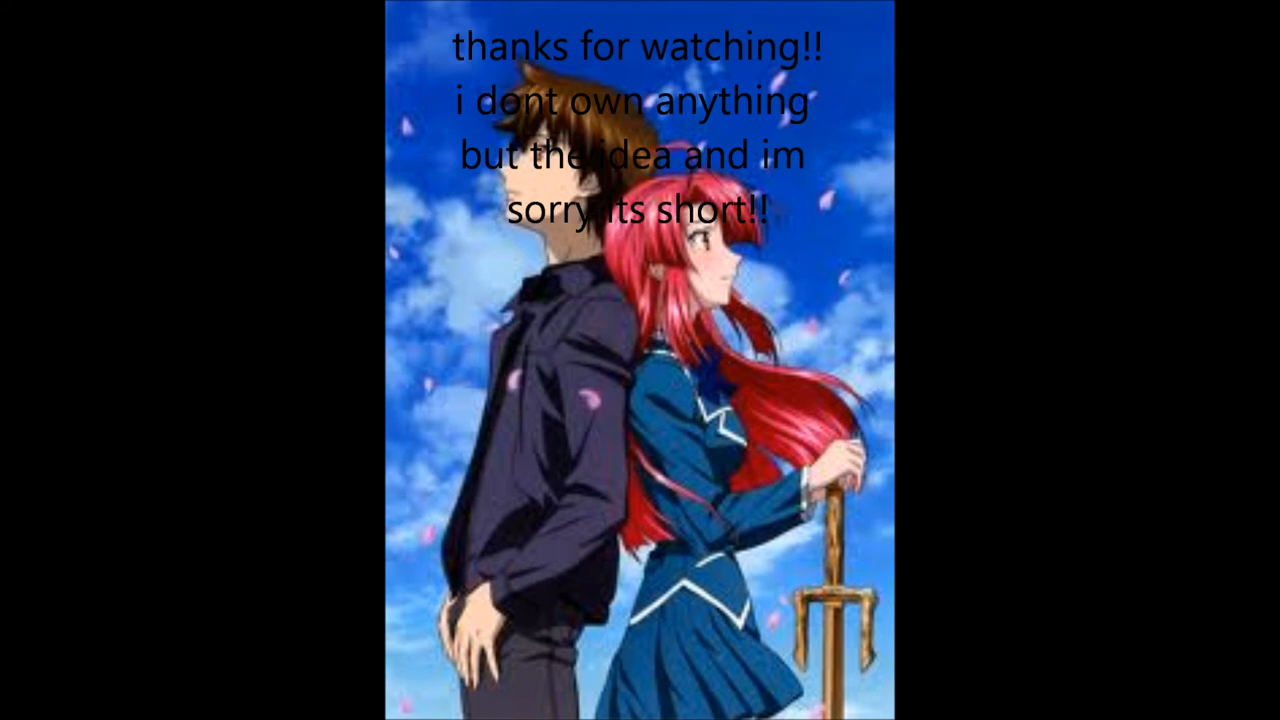 thanks for watching!!
i dont own anything
but the idea and im
sorry its short!!